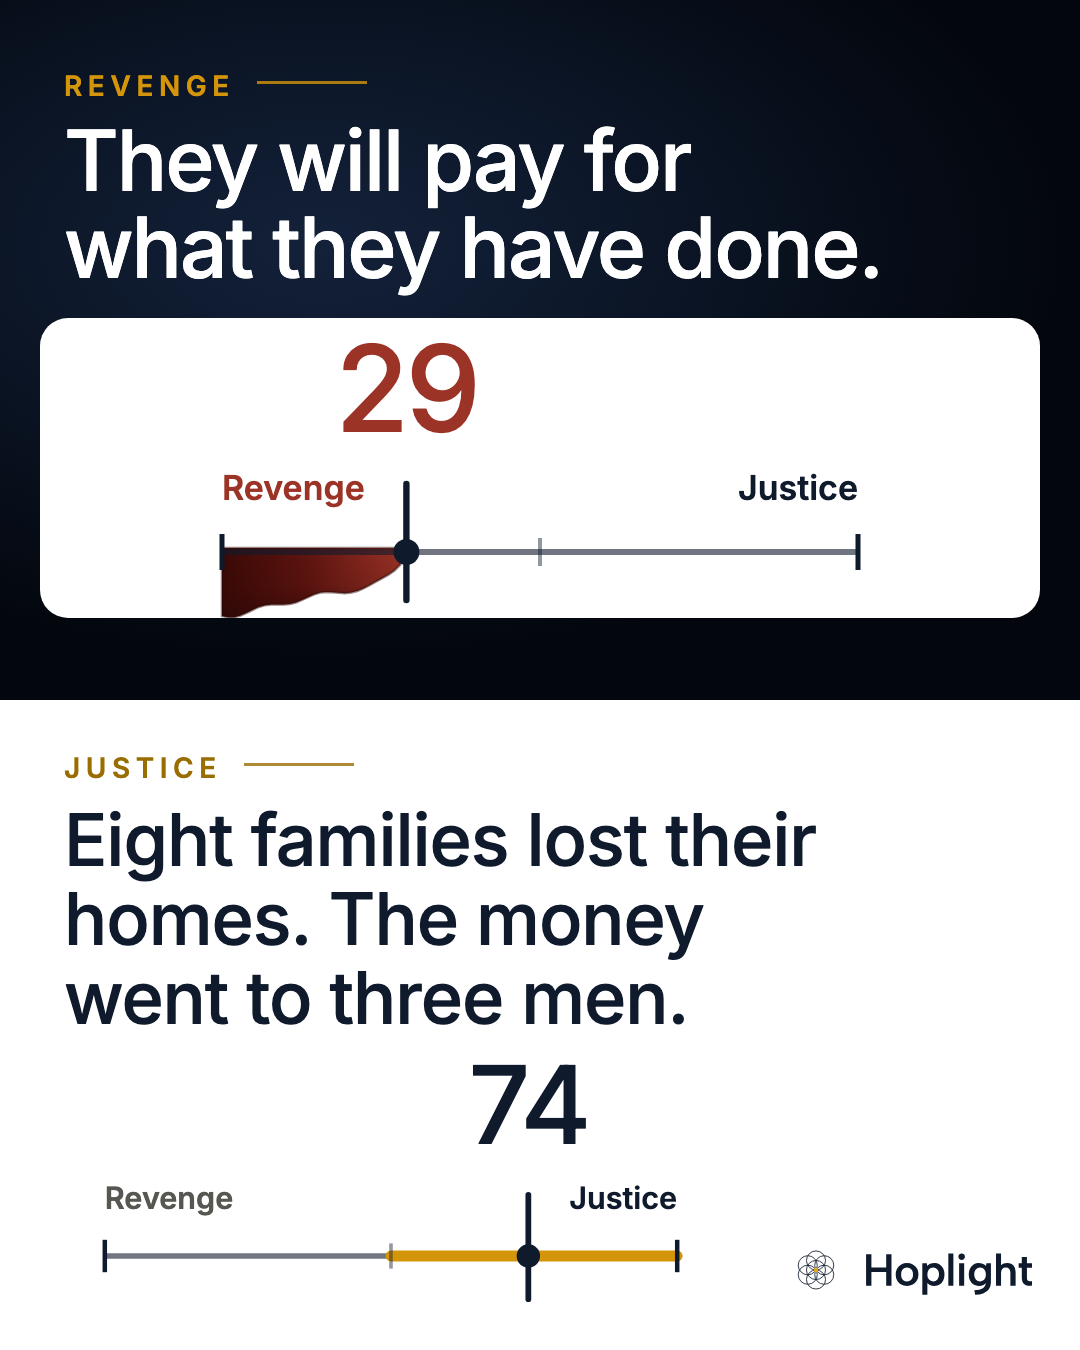 REVENGE
They will pay for
what they have done.
29
Revenge
Justice
JUSTICE
Eight families lost their
homes. The money
went to three men.
74
Revenge
Justice
Hoplight